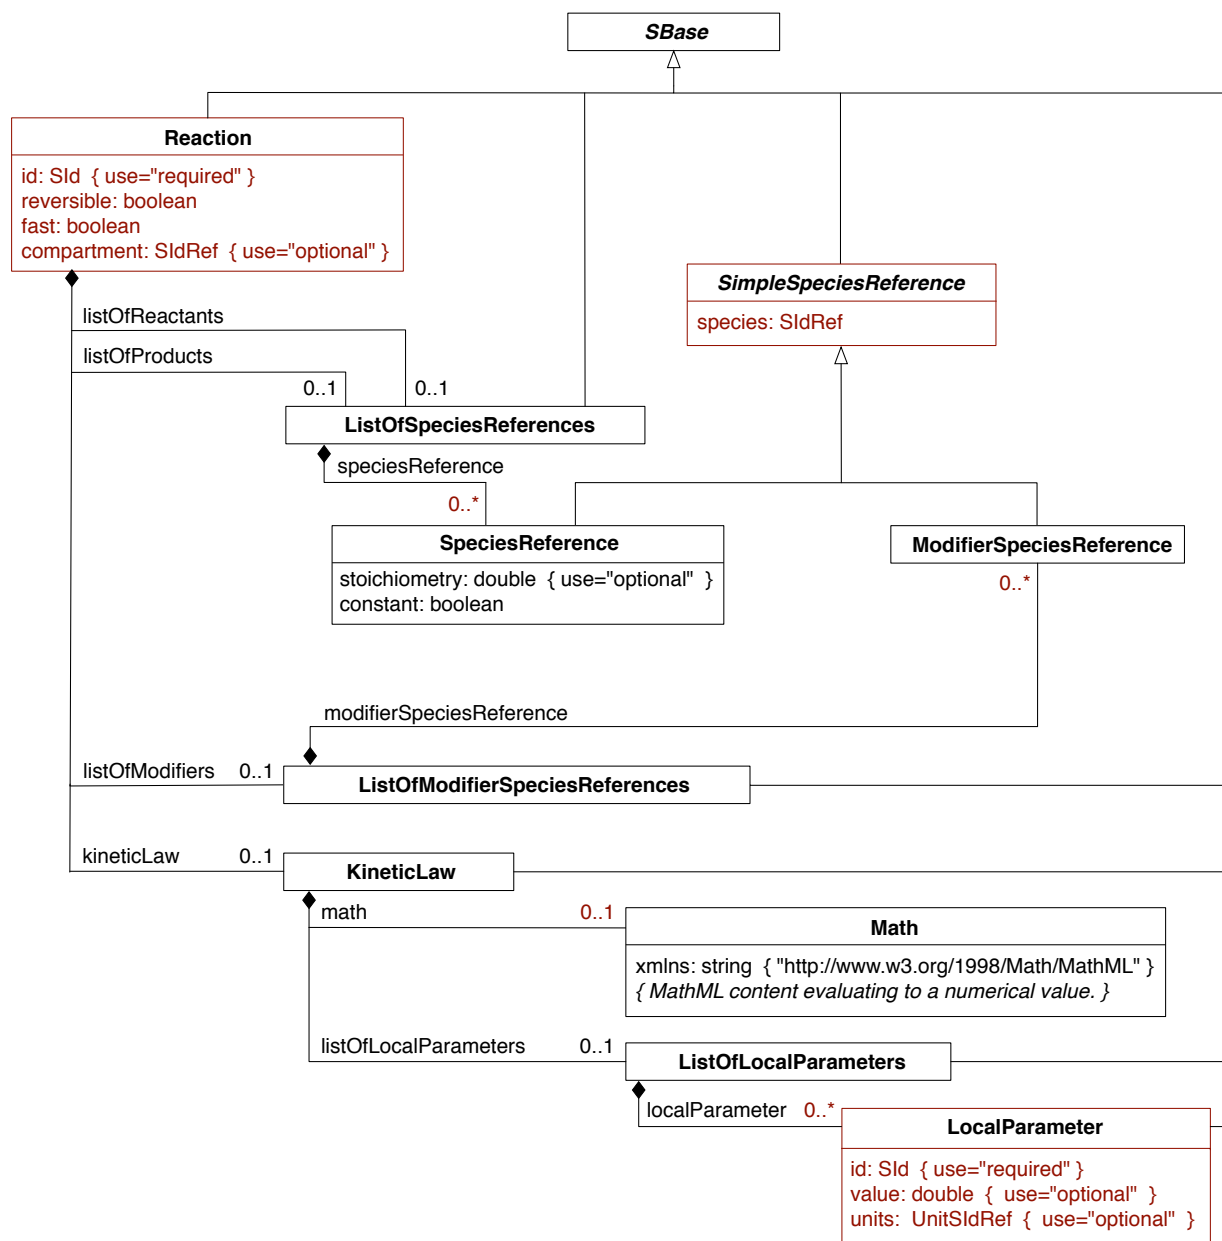 SBase
Reaction
id: SId { use="required" }
reversible: boolean
fast: boolean
compartment: SIdRef { use="optional" }
SimpleSpeciesReference
species: SIdRef
listOfReactants
listOfProducts
0..1
0..1
ListOfSpeciesReferences
speciesReference
0..*
SpeciesReference
stoichiometry: double { use="optional" }
constant: boolean
ModifierSpeciesReference
0..*
modifierSpeciesReference
listOfModifiers 0..1
ListOfModifierSpeciesReferences
kineticLaw 0..1
KineticLaw
math 0..1
Math
xmlns: string { "http://www.w3.org/1998/Math/MathML" }
{ MathML content evaluating to a numerical value. }
listOfLocalParameters 0..1
ListOfLocalParameters
localParameter 0..*
LocalParameter
id: SId { use="required" }
value: double { use="optional" }
units: UnitSIdRef { use="optional" }